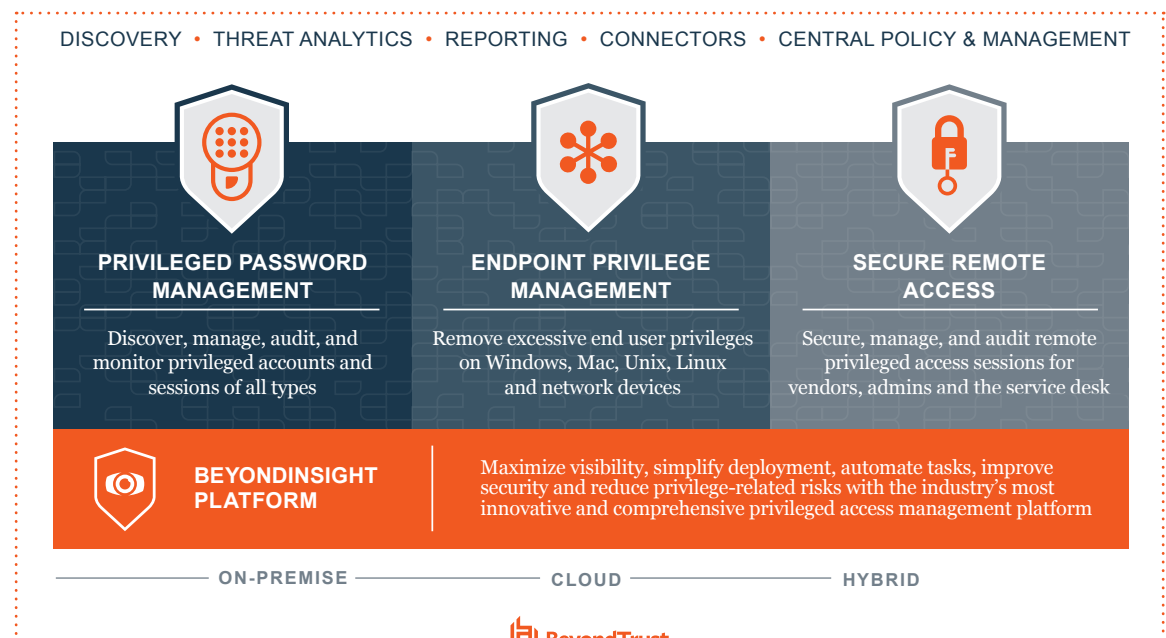 DISCOVERY • THREAT ANALYTICS • REPORTING • CONNECTORS • CENTRAL POLICY & MANAGEMENT
PRIVILEGED PASSWORD
MANAGEMENT
Discover, manage, audit, and
monitor privileged accounts and
sessions of all types
ENDPOINT PRIVILEGE
MANAGEMENT
Remove excessive end user privileges
on Windows, Mac, Unix, Linux
and network devices
SECURE REMOTE
ACCESS
Secure, manage, and audit remote
privileged access sessions for
vendors, admins and the service desk
BEYONDINSIGHT
PLATFORM
Maximize visibility, simplify deployment, automate tasks, improve
security and reduce privilege-related risks with the industry's most
innovative and comprehensive privileged access management platform
ON-PREMISE CLOUD HYBRID
BeyondTrust